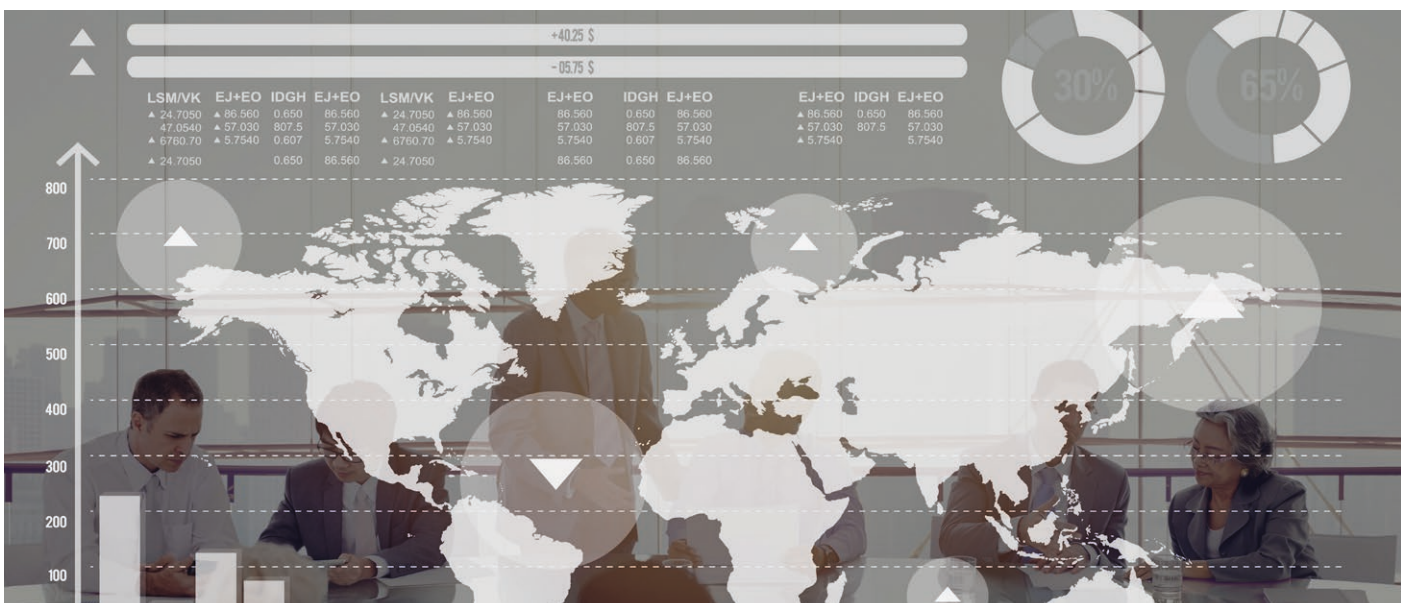 +40.25 $
- 05.75 $
30%
65%
LSM/VK EJ+EO IDGH EJ+EO LSM/VK EJ+EO EJ+EO IDGH EJ+EO EJ+EO IDGH EJ+EO
▲ 24.7050 ▲ 86.560 0.650 86.560 ▲ 24.7050 ▲ 86.560 86.560 0.650 86.560 ▲ 86.560 0.650 86.560
47.0540 ▲ 57.030 807.5 57.030 47.0540 ▲ 57.030 57.030 807.5 57.030 ▲ 57.030 807.5 57.030
▲ 6760.70 ▲ 5.7540 0.607 5.7540 ▲ 6760.70 ▲ 5.7540 5.7540 0.607 5.7540 ▲ 5.7540 5.7540
▲ 24.7050 0.650 86.560 ▲ 24.7050 86.560 0.650 86.560
800
700
600
500
400
300
200
100